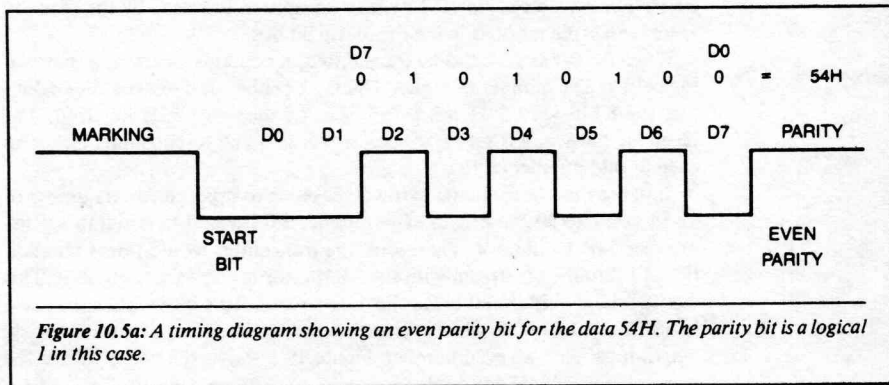 D7 D0
0 1 0 1 0 1 0 0 = 54H
MARKING D0 D1 D2 D3 D4 D5 D6 D7 PARITY
START EVEN
BIT PARITY
Figure 10.5a: A timing diagram showing an even parity bit for the data 54H. The parity bit is a logical
1 in this case.